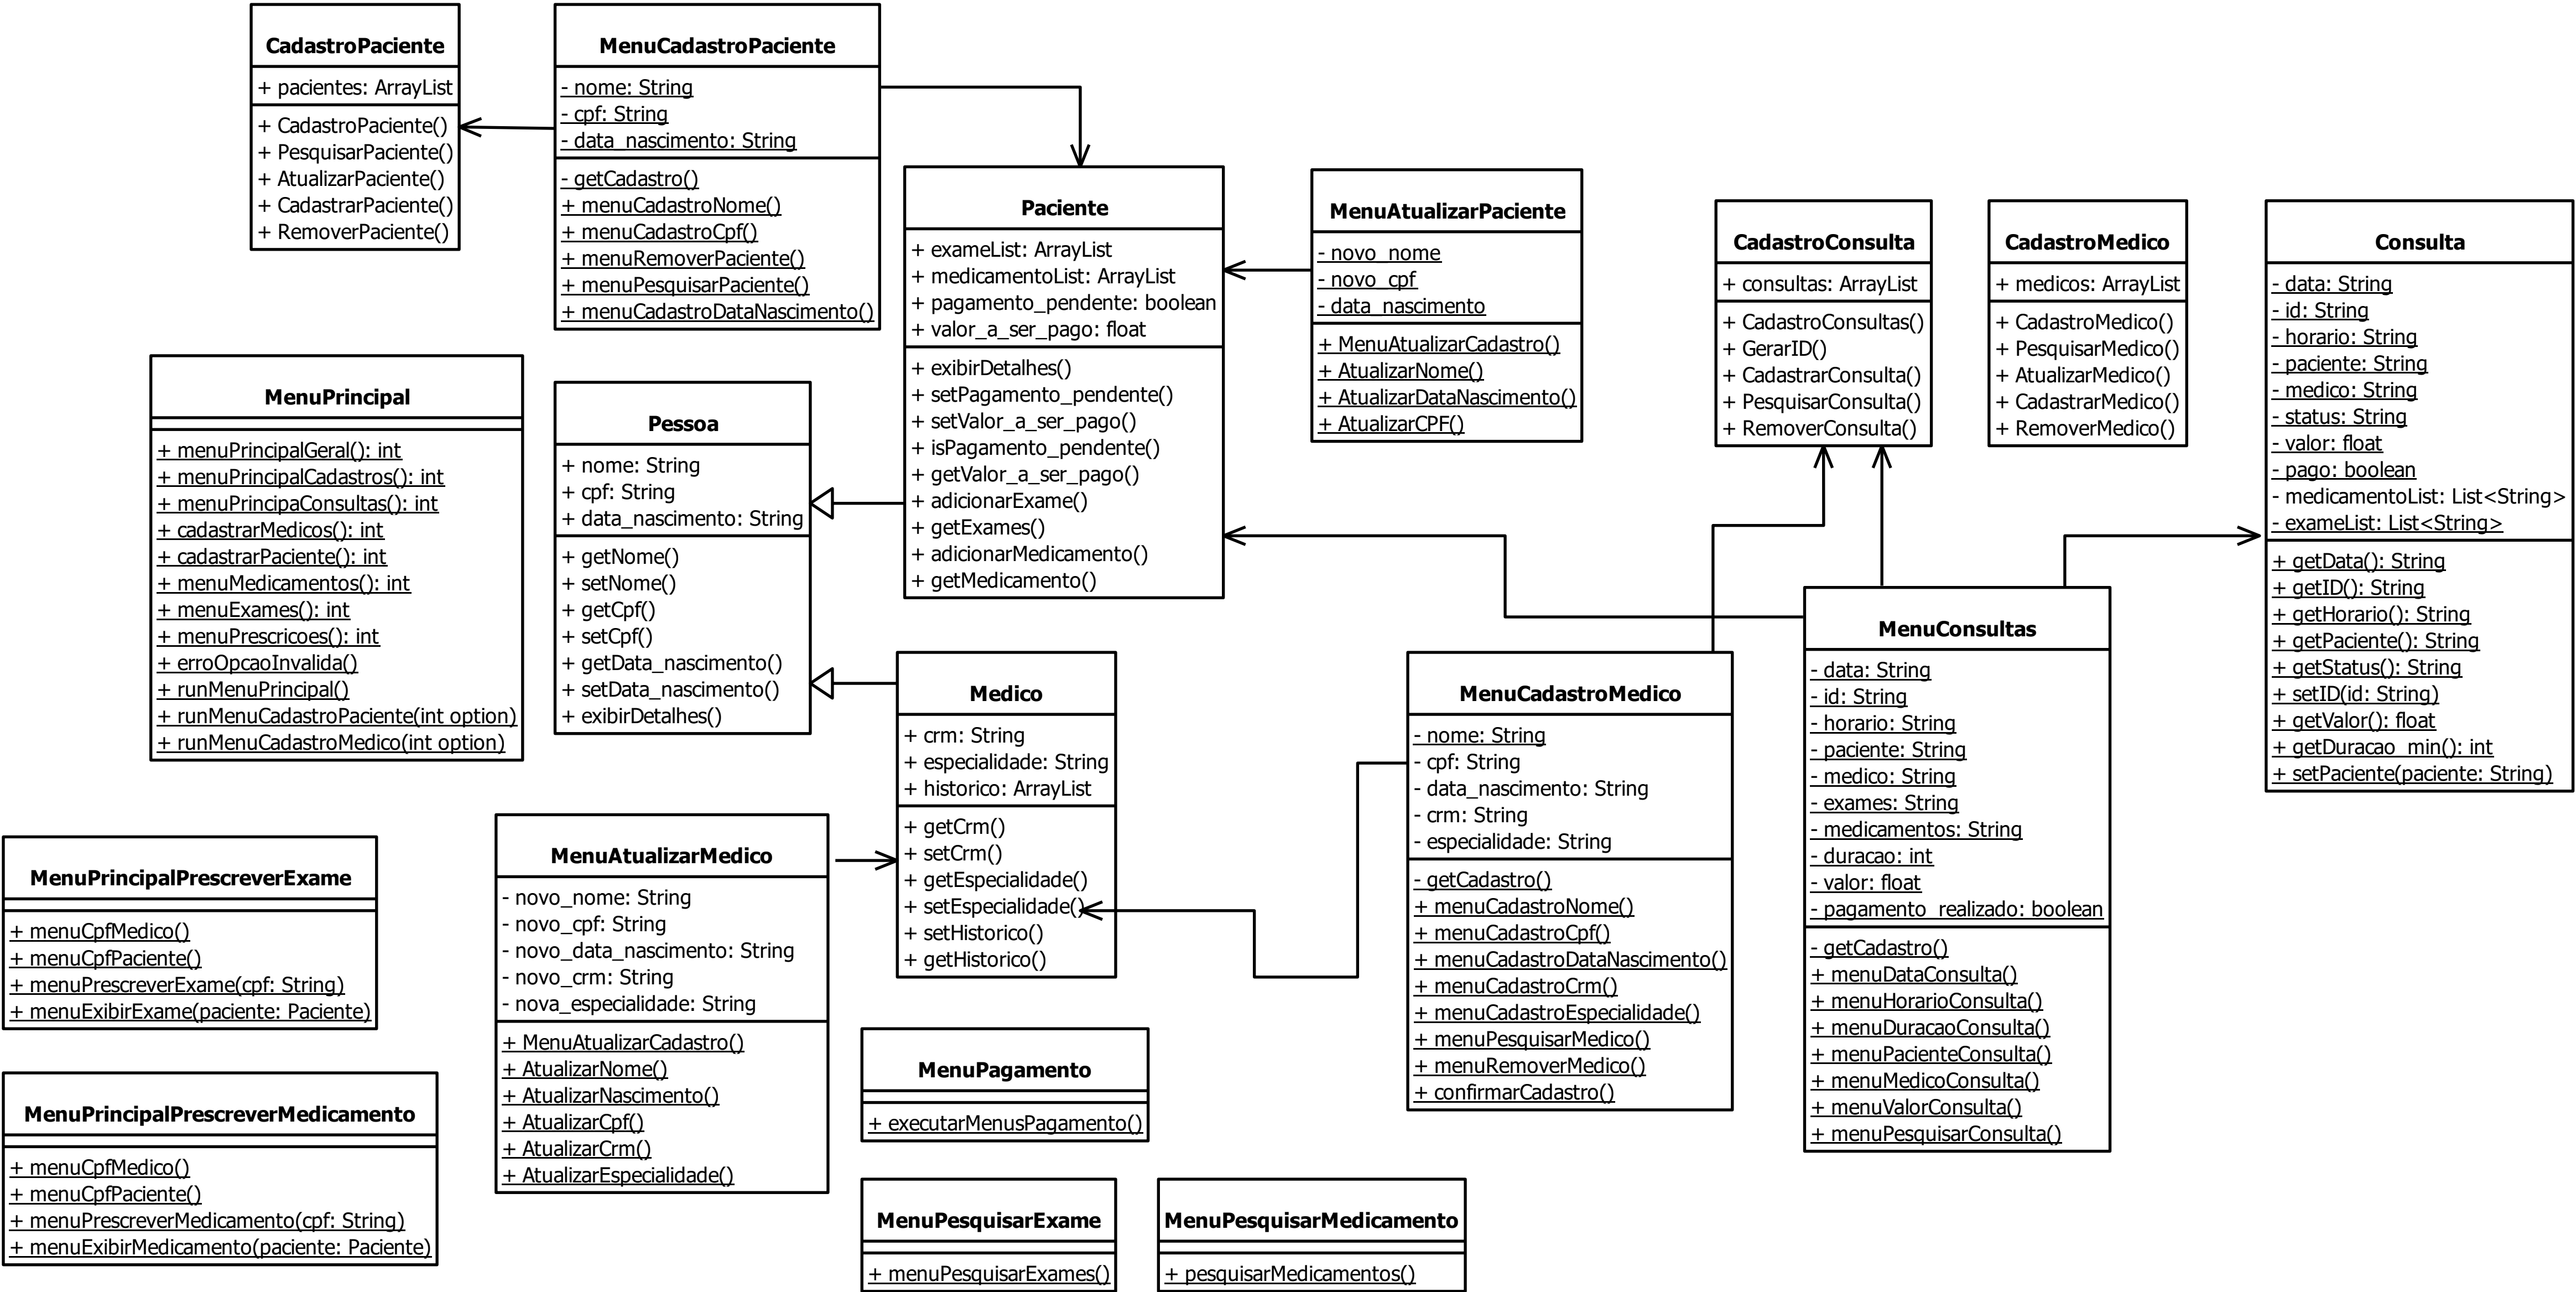 CadastroPaciente
+ pacientes: ArrayList
+ CadastroPaciente()
+ PesquisarPaciente()
+ AtualizarPaciente()
+ CadastrarPaciente()
+ RemoverPaciente()
MenuCadastroPaciente
- nome: String
- cpf: String
- data_nascimento: String
- getCadastro()
+ menuCadastroNome()
+ menuCadastroCpf()
+ menuRemoverPaciente()
+ menuPesquisarPaciente()
+ menuCadastroDataNascimento()
Paciente
+ exameList: ArrayList
+ medicamentoList: ArrayList
+ pagamento_pendente: boolean
+ valor_a_ser_pago: float
+ exibirDetalhes()
+ setPagamento_pendente()
+ setValor_a_ser_pago()
+ isPagamento_pendente()
+ getValor_a_ser_pago()
+ adicionarExame()
+ getExames()
+ adicionarMedicamento()
+ getMedicamento()
MenuAtualizarPaciente
- novo_nome
- novo_cpf
- data_nascimento
+ MenuAtualizarCadastro()
+ AtualizarNome()
+ AtualizarDataNascimento()
+ AtualizarCPF()
CadastroConsulta
+ consultas: ArrayList
+ CadastroConsultas()
+ GerarID()
+ CadastrarConsulta()
+ PesquisarConsulta()
+ RemoverConsulta()
CadastroMedico
+ medicos: ArrayList
+ CadastroMedico()
+ PesquisarMedico()
+ AtualizarMedico()
+ CadastrarMedico()
+ RemoverMedico()
Consulta
- data: String
- id: String
- horario: String
- paciente: String
- medico: String
- status: String
- valor: float
- pago: boolean
- medicamentoList: List<String>
- exameList: List<String>
+ getData(): String
+ getID(): String
+ getHorario(): String
+ getPaciente(): String
+ getStatus(): String
+ setID(id: String)
+ getValor(): float
+ getDuracao_min(): int
+ setPaciente(paciente: String)
MenuPrincipal
+ menuPrincipalGeral(): int
+ menuPrincipalCadastros(): int
+ menuPrincipaConsultas(): int
+ cadastrarMedicos(): int
+ cadastrarPaciente(): int
+ menuMedicamentos(): int
+ menuExames(): int
+ menuPrescricoes(): int
+ erroOpcaoInvalida()
+ runMenuPrincipal()
+ runMenuCadastroPaciente(int option)
+ runMenuCadastroMedico(int option)
Pessoa
+ nome: String
+ cpf: String
+ data_nascimento: String
+ getNome()
+ setNome()
+ getCpf()
+ setCpf()
+ getData_nascimento()
+ setData_nascimento()
+ exibirDetalhes()
Medico
+ crm: String
+ especialidade: String
+ historico: ArrayList
+ getCrm()
+ setCrm()
+ getEspecialidade()
+ setEspecialidade()
+ setHistorico()
+ getHistorico()
MenuCadastroMedico
- nome: String
- cpf: String
- data_nascimento: String
- crm: String
- especialidade: String
- getCadastro()
+ menuCadastroNome()
+ menuCadastroCpf()
+ menuCadastroDataNascimento()
+ menuCadastroCrm()
+ menuCadastroEspecialidade()
+ menuPesquisarMedico()
+ menuRemoverMedico()
+ confirmarCadastro()
MenuConsultas
- data: String
- id: String
- horario: String
- paciente: String
- medico: String
- exames: String
- medicamentos: String
- duracao: int
- valor: float
- pagamento_realizado: boolean
- getCadastro()
+ menuDataConsulta()
+ menuHorarioConsulta()
+ menuDuracaoConsulta()
+ menuPacienteConsulta()
+ menuMedicoConsulta()
+ menuValorConsulta()
+ menuPesquisarConsulta()
MenuPrincipalPrescreverExame
+ menuCpfMedico()
+ menuCpfPaciente()
+ menuPrescreverExame(cpf: String)
+ menuExibirExame(paciente: Paciente)
MenuAtualizarMedico
- novo_nome: String
- novo_cpf: String
- novo_data_nascimento: String
- novo_crm: String
- nova_especialidade: String
+ MenuAtualizarCadastro()
+ AtualizarNome()
+ AtualizarNascimento()
+ AtualizarCpf()
+ AtualizarCrm()
+ AtualizarEspecialidade()
MenuPrincipalPrescreverMedicamento
+ menuCpfMedico()
+ menuCpfPaciente()
+ menuPrescreverMedicamento(cpf: String)
+ menuExibirMedicamento(paciente: Paciente)
MenuPagamento
+ executarMenusPagamento()
MenuPesquisarExame
+ menuPesquisarExames()
MenuPesquisarMedicamento
+ pesquisarMedicamentos()